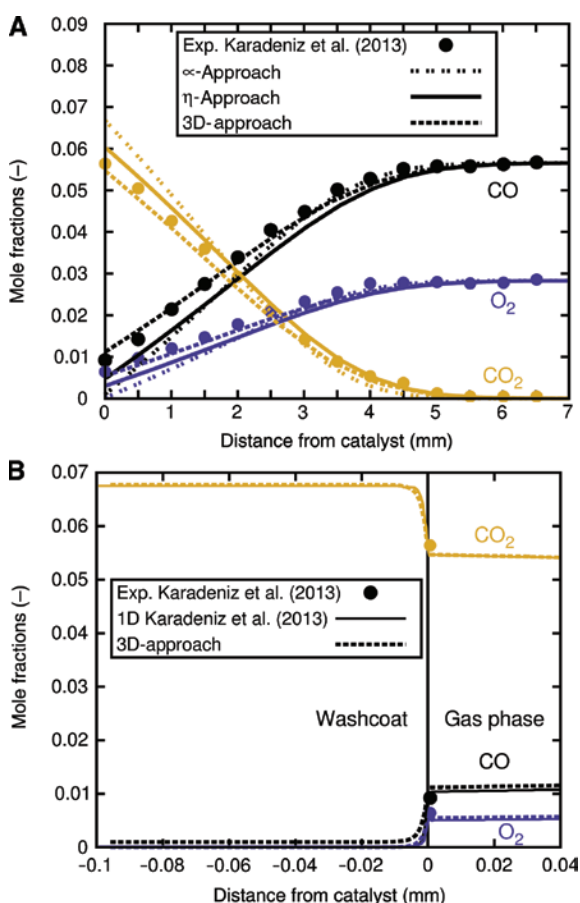 A
Mole fractions (–)
0.09
0.08
0.07
0.06
0.05
0.04
0.03
0.02
0.01
0
Exp. Karadeniz et al. (2013)
∝-Approach
η-Approach
3D-approach
CO
O2
CO2
0 1 2 3 4 5 6 7
Distance from catalyst (mm)
B
Mole fractions (–)
0.07
0.06
0.05
0.04
0.03
0.02
0.01
0
CO2
Exp. Karadeniz et al. (2013)
1D Karadeniz et al. (2013)
3D-approach
Washcoat Gas phase
CO
O2
-0.1 -0.08 -0.06 -0.04 -0.02 0 0.02 0.04
Distance from catalyst (mm)